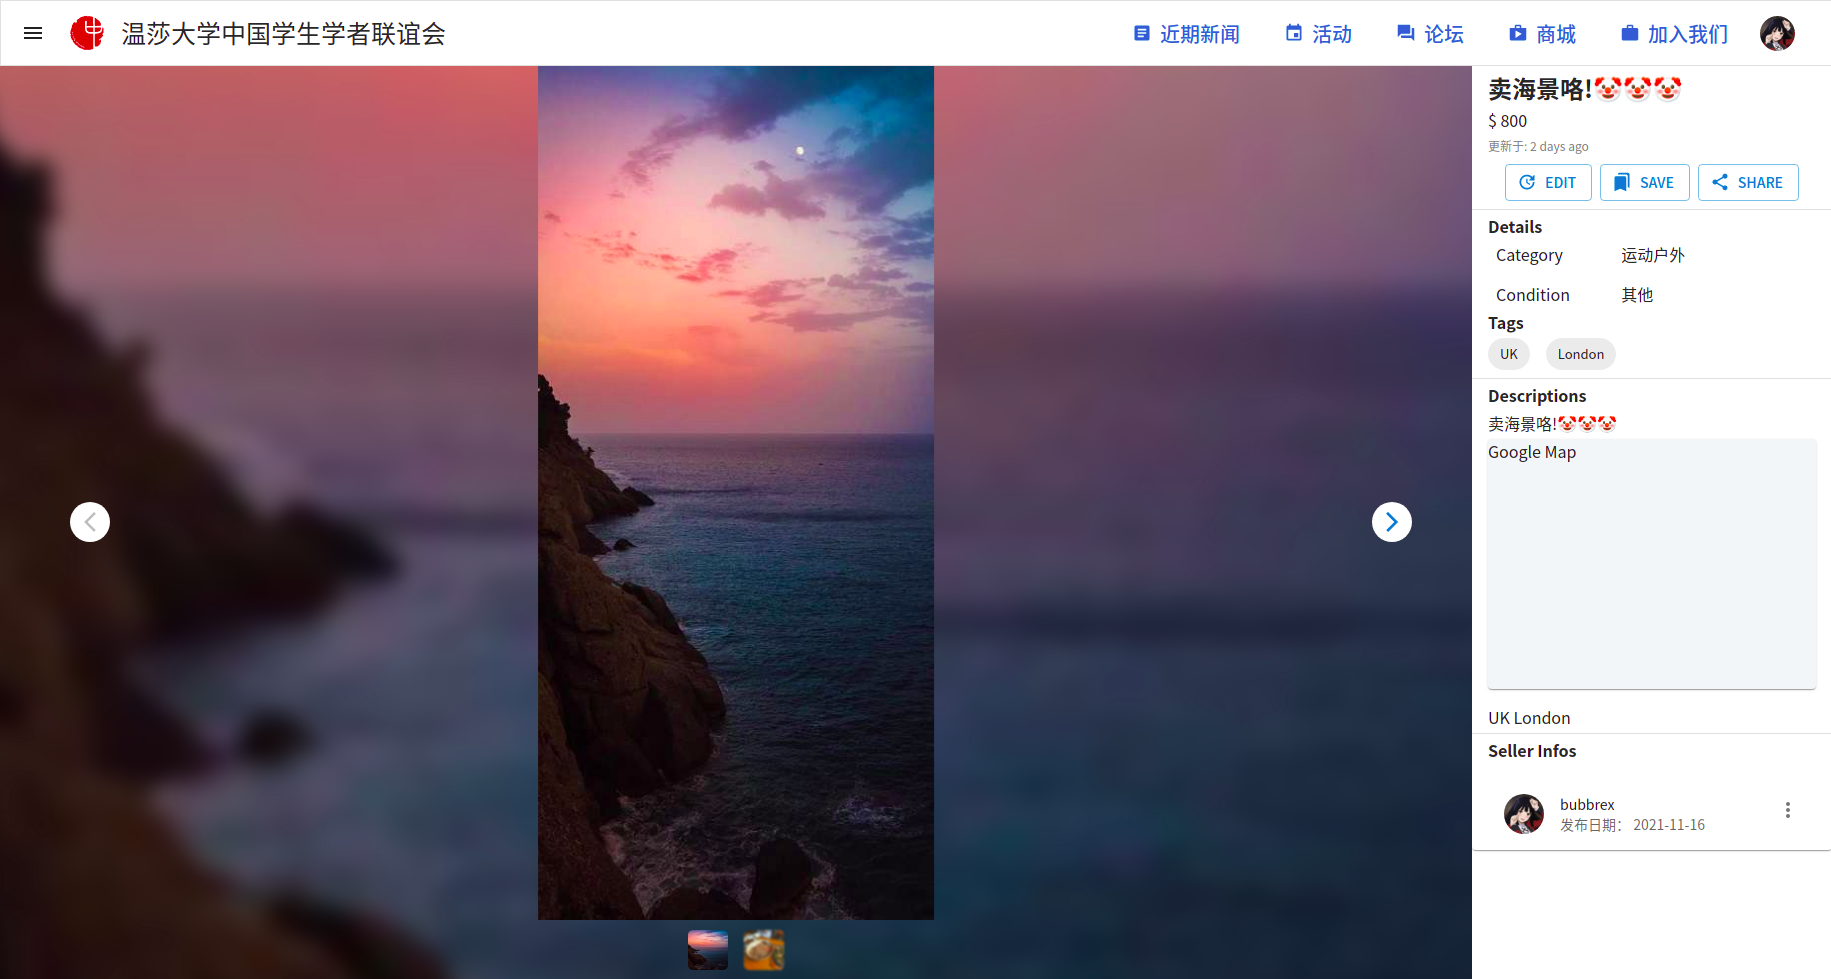 温莎大学中国学生学者联谊会
近期新闻
活动
论坛
商城
加入我们
卖海景咯!🤡🤡🤡
$ 800
更新于: 2 days ago
EDIT
SAVE
SHARE
Details
Category 运动户外
Condition 其他
Tags
UK London
Descriptions
卖海景咯!🤡🤡🤡
Google Map
UK London
Seller Infos
bubbrex
发布日期： 2021-11-16